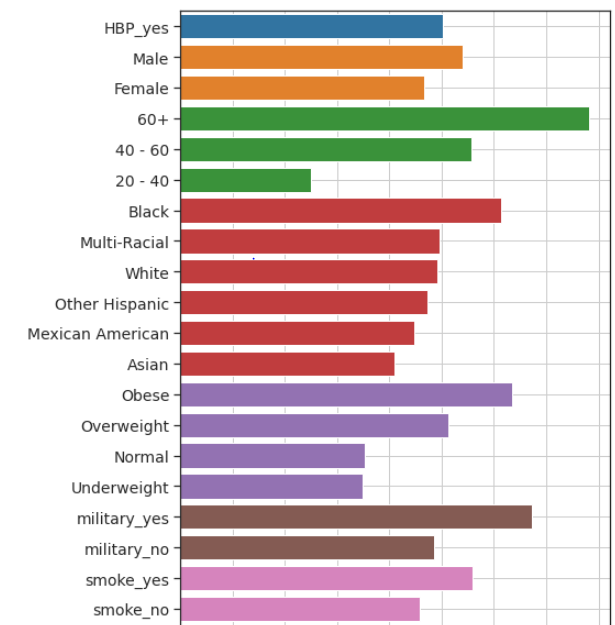 HBP_yes
Male
Female
60+
40 - 60
20 - 40
Black
Multi-Racial
White
Other Hispanic
Mexican American
Asian
Obese
Overweight
Normal
Underweight
military_yes
military_no
smoke_yes
smoke_no